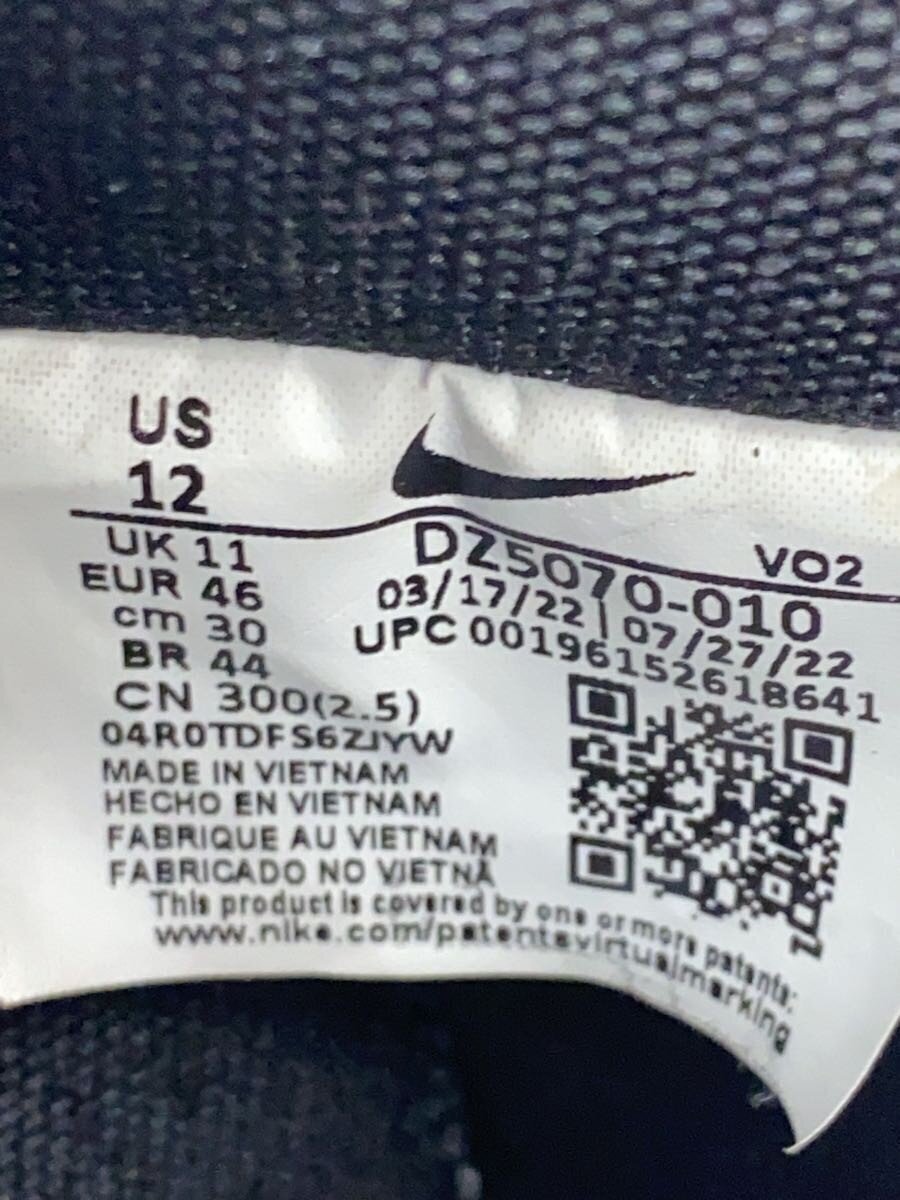 US
12
UK 11
EUR 46
cm 30
BR 44
CN 300(2.5)
04R0TDFS6ZJYW
MADE IN VIETNAM
HECHO EN VIETNAM
FABRIQUE AU VIETNAM
FABRICADO NO VIETNÃ
DZ5070-010
VO2
03/17/22 | 07/27/22
UPC 00196152618641
This product is covered by one or more patents:
www.nike.com/patentsvirtualmarking